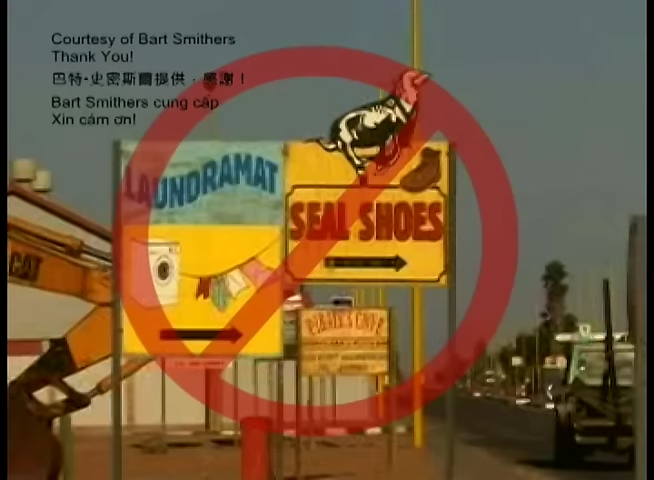 Courtesy of Bart Smithers
Thank You!
巴特·史密斯爾提供，感謝！
Bart Smithers cung cấp
Xin cám ơn!
LAUNDRAMAT
SEAL SHOES
CAT